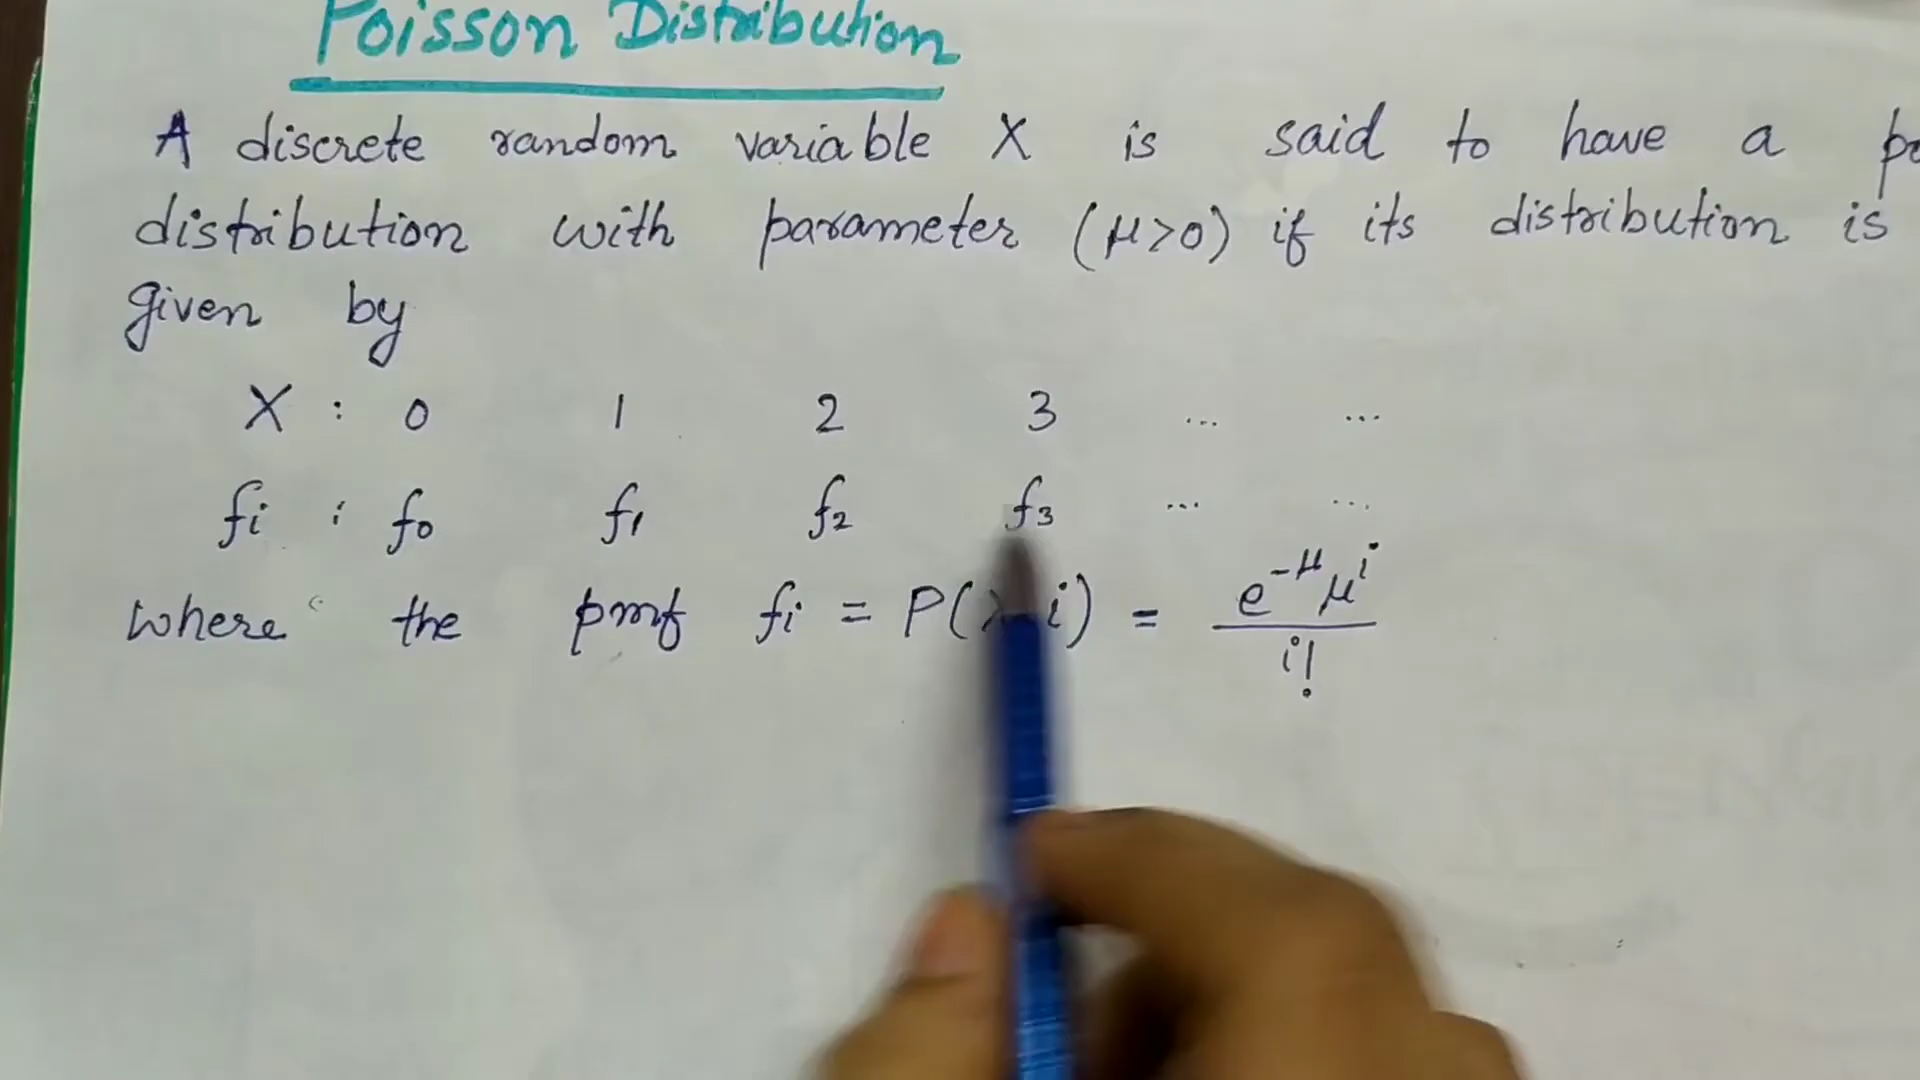 Poisson Distribution
A discrete random variable X is said to have a
distribution with parameter (μ>0) if its distribution is
given by
X : 0 1 2 3 ... ...
fi : f0 f1 f2 f3 ... ...
where the pmf fi = P( i) = e^-μ μ^i / i!